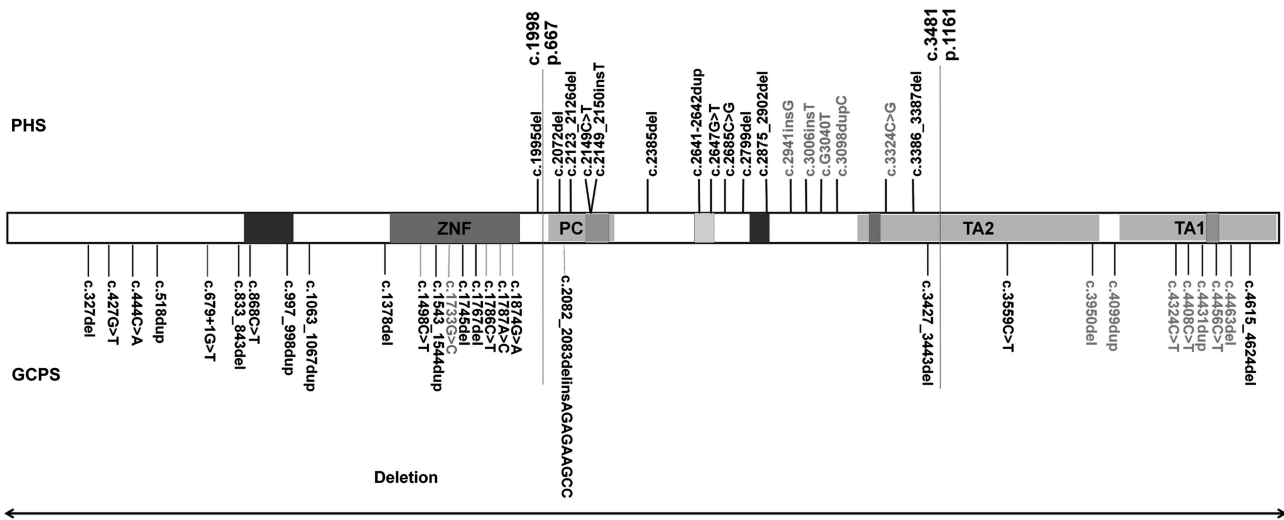 c.1998
p.667
c.3481
p.1161
PHS
c.1995del
c.2072del
c.2123_2126del
c.2149C>T
c.2149_2150insT
c.2385del
c.2641-2642dup
c.2647G>T
c.2685C>G
c.2799del
c.2875_2902del
c.2941insG
c.3006insT
c.G3040T
c.3098dupC
c.3324C>G
c.3386_3387del
ZNF
PC
TA2
TA1
c.327del
c.427G>T
c.444C>A
c.518dup
c.679+1G>T
c.833_843del
c.868C>T
c.997_998dup
c.1063_1067dup
c.1378del
c.1498C>T
c.1543_1544dup
c.1733G>C
c.1745del
c.1767del
c.1786C>T
c.1787A>C
c.1874G>A
c.2082_2083delinsAGAGAAGCC
c.3427_3443del
c.3559C>T
c.3950del
c.4099dup
c.4324C>T
c.4408C>T
c.4431dup
c.4456C>T
c.4463del
c.4615_4624del
GCPS
Deletion